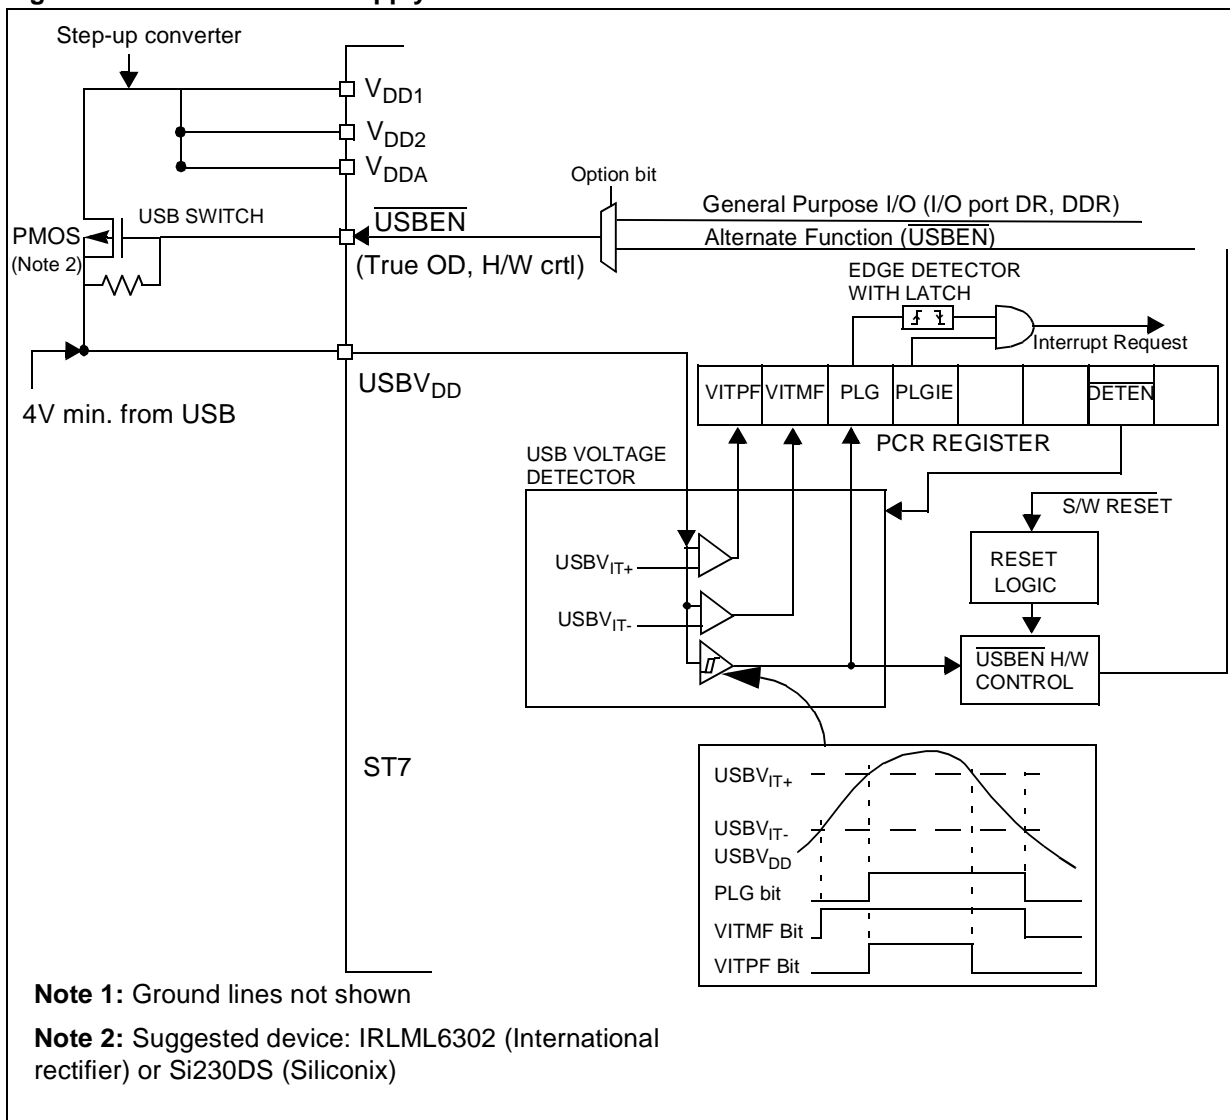 Step-up converter
VDD1
VDD2
VDDA
Option bit
USB SWITCH
USBEN
General Purpose I/O (I/O port DR, DDR)
PMOS
(Note 2)
Alternate Function (USBEN)
(True OD, H/W crtl)
EDGE DETECTOR
WITH LATCH
Interrupt Request
USBVDD
4V min. from USB
VITPF VITMF PLG PLGIE DETEN
PCR REGISTER
USB VOLTAGE
DETECTOR
S/W RESET
USBVIT+
RESET
LOGIC
USBVIT-
USBEN H/W
CONTROL
ST7
USBVIT+
USBVIT-
USBVDD
PLG bit
VITMF Bit
VITPF Bit
Note 1: Ground lines not shown
Note 2: Suggested device: IRLML6302 (International
rectifier) or Si230DS (Siliconix)